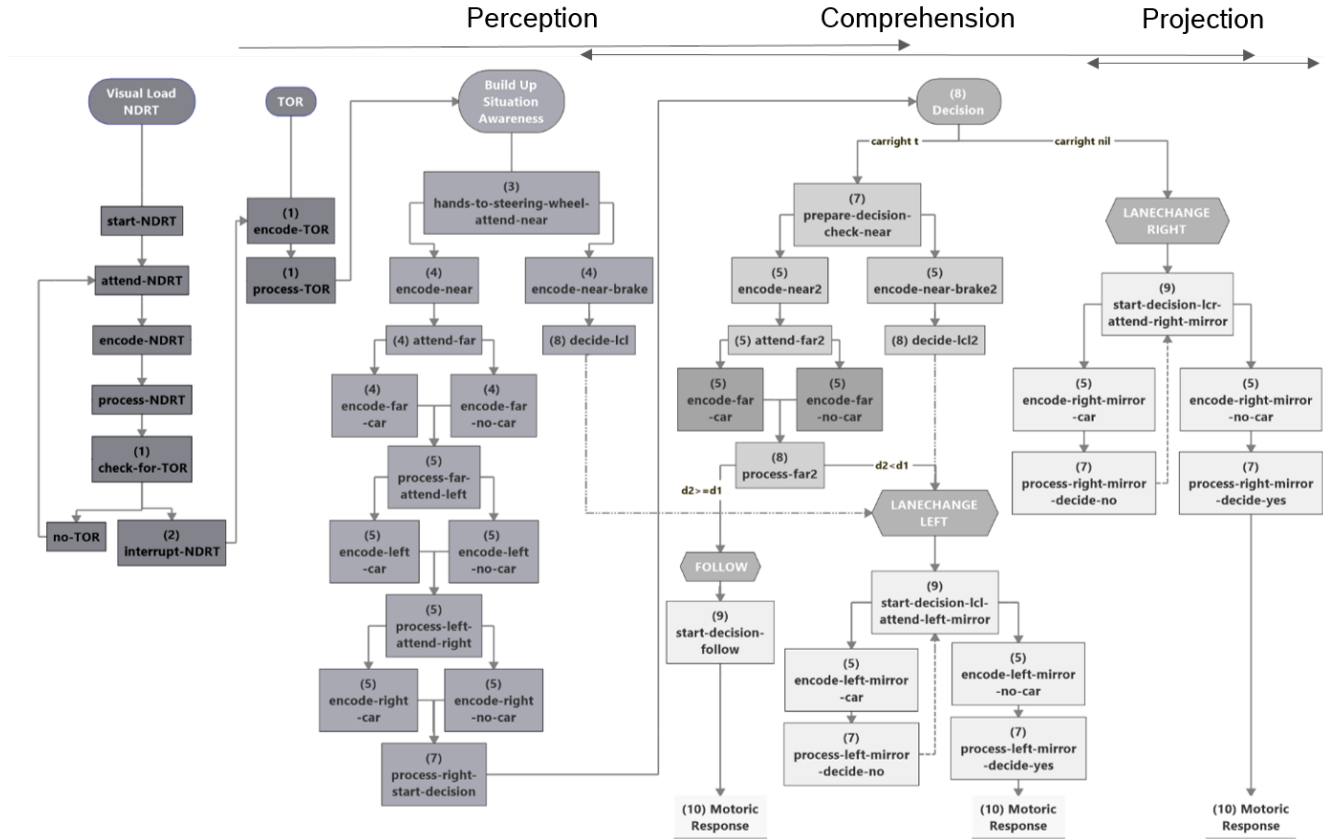 Perception
Comprehension
Projection
Visual Load
NDRT
start-NDRT
attend-NDRT
encode-NDRT
process-NDRT
(1)
check-for-TOR
no-TOR
(2)
interrupt-NDRT
TOR
(1)
encode-TOR
(1)
process-TOR
Build Up
Situation
Awareness
(3)
hands-to-steering-wheel-
attend-near
(4)
encode-near
(4)
encode-near-brake
(4) attend-far
(8) decide-lcl
(4)
encode-far
-car
(4)
encode-far
-no-car
(5)
process-far-
attend-left
(5)
encode-left
-car
(5)
encode-left
-no-car
(5)
process-left-
attend-right
(5)
encode-right
-car
(5)
encode-right
-no-car
(7)
process-right-
start-decision
(8)
Decision
carright t
carright nil
(7)
prepare-decision-
check-near
(5)
encode-near2
(5)
encode-near-brake2
(5) attend-far2
(8) decide-lcl2
(5)
encode-far
-car
(5)
encode-far
-no-car
(8)
process-far2
d2>=d1
d2<d1
FOLLOW
(9)
start-decision-
follow
(10) Motoric
Response
LANECHANGE
LEFT
(9)
start-decision-lcl-
attend-left-mirror
(5)
encode-left-mirror
-car
(5)
encode-left-mirror
-no-car
(7)
process-left-mirror
-decide-no
(7)
process-left-mirror
-decide-yes
(10) Motoric
Response
LANECHANGE
RIGHT
(9)
start-decision-lcr-
attend-right-mirror
(5)
encode-right-mirror
-car
(5)
encode-right-mirror
-no-car
(7)
process-right-mirror
-decide-no
(7)
process-right-mirror
-decide-yes
(10) Motoric
Response